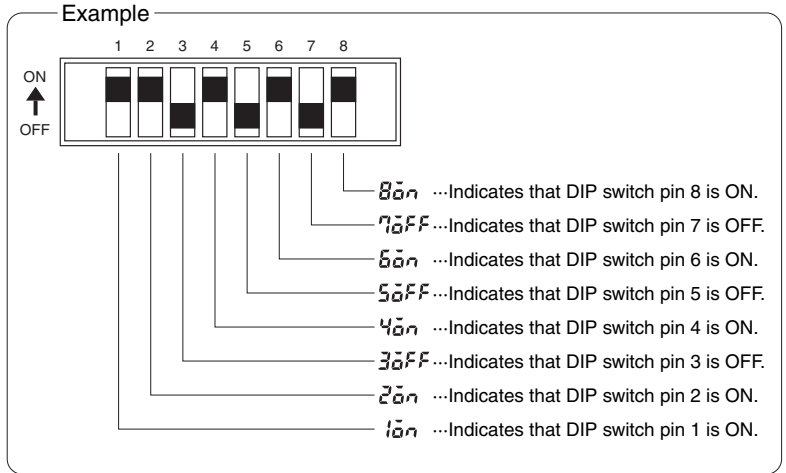 Example
1 2 3 4 5 6 7 8
ON
OFF
8on ···Indicates that DIP switch pin 8 is ON.
7oFF ···Indicates that DIP switch pin 7 is OFF.
6on ···Indicates that DIP switch pin 6 is ON.
5oFF ···Indicates that DIP switch pin 5 is OFF.
4on ···Indicates that DIP switch pin 4 is ON.
3oFF ···Indicates that DIP switch pin 3 is OFF.
2on ···Indicates that DIP switch pin 2 is ON.
1on ···Indicates that DIP switch pin 1 is ON.